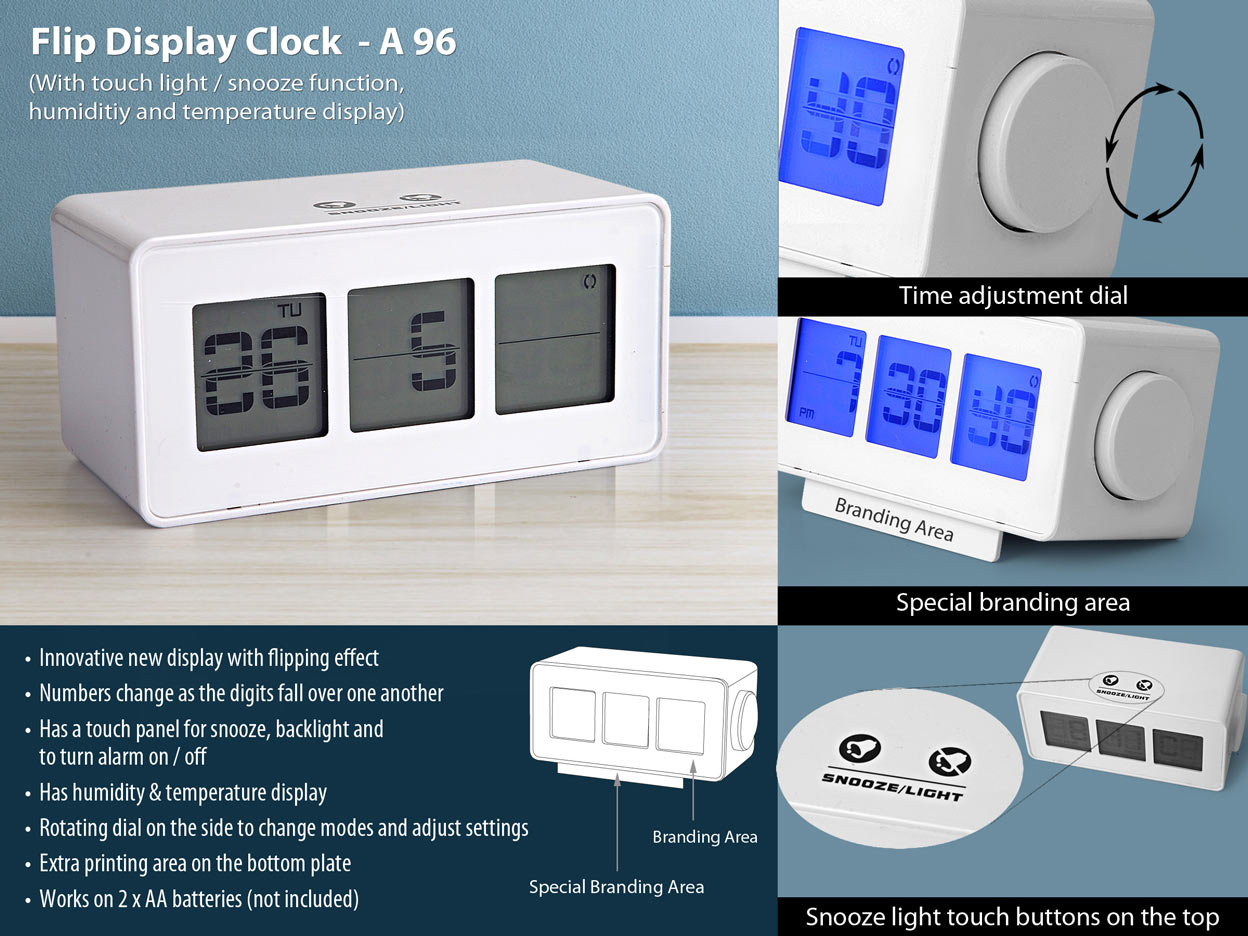 Flip Display Clock - A 96
(With touch light / snooze function,
humiditiy and temperature display)
SNOOZE/LIGHT
TU
26
5
Time adjustment dial
TU
3
PM
30
Branding Area
Special branding area
• Innovative new display with flipping effect
• Numbers change as the digits fall over one another
• Has a touch panel for snooze, backlight and
to turn alarm on / off
• Has humidity & temperature display
• Rotating dial on the side to change modes and adjust settings
• Extra printing area on the bottom plate
• Works on 2 x AA batteries (not included)
Branding Area
Special Branding Area
SNOOZE/LIGHT
SNOOZE/LIGHT
Snooze light touch buttons on the top